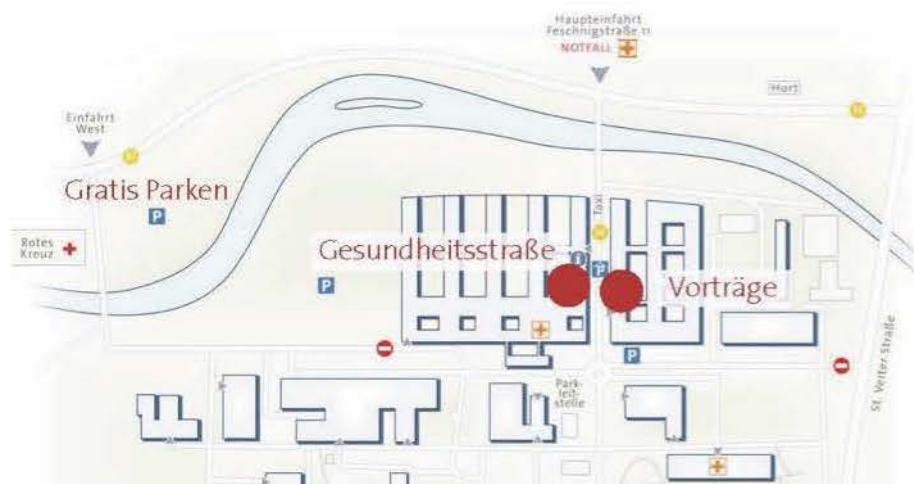 Haupteinfahrt
Feschnigstraße 11
NOTFALL
Hort
H
Einfahrt
West
H
Gratis Parken
P
Rotes
Kreuz
Taxi
H
Gesundheitsstraße
i
P
P
Vorträge
P
Park-
leit-
stelle
St. Veiter Straße